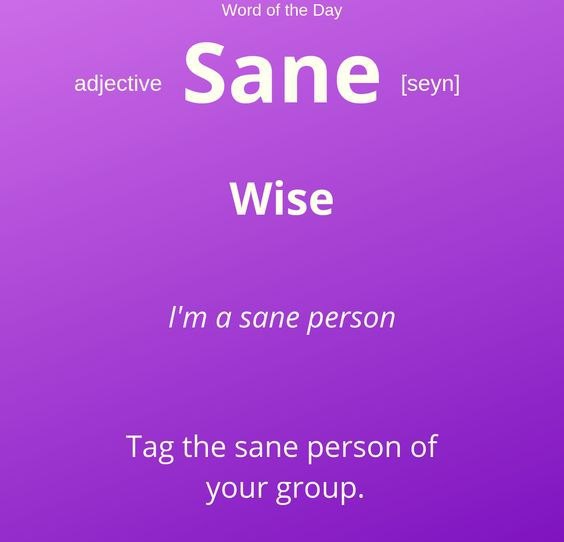 Word of the Day
adjective Sane [seyn]
Wise
I'm a sane person
Tag the sane person of
your group.